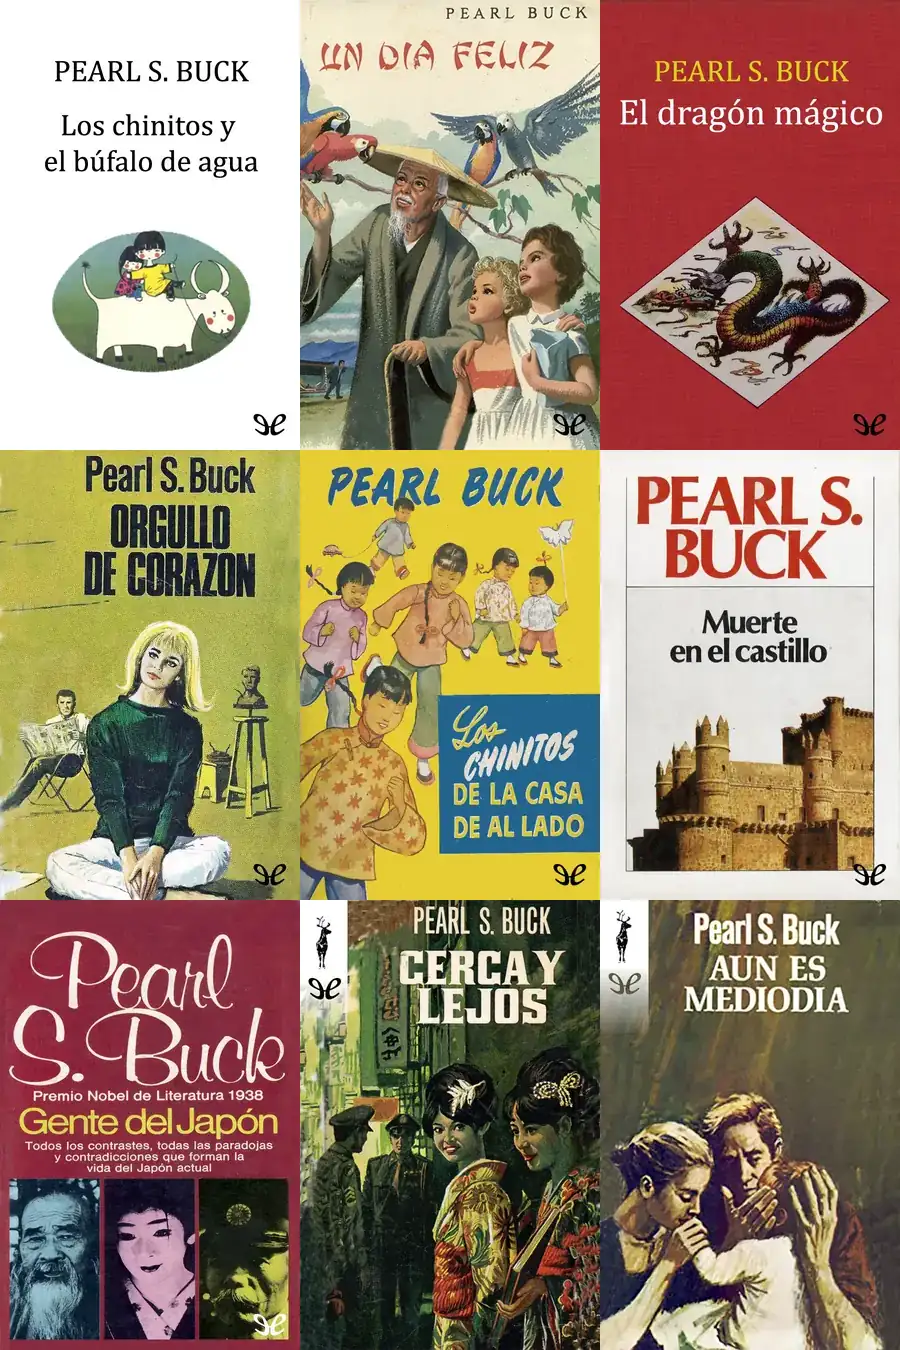 PEARL S. BUCK
Los chinitos y
el búfalo de agua
PEARL BUCK
UN DIA FELIZ
PEARL S. BUCK
El dragón mágico
Pearl S. Buck
ORGULLO
DE CORAZON
PEARL BUCK
Los
CHINITOS
DE LA CASA
DE AL LADO
PEARL S.
BUCK
Muerte
en el castillo
Pearl
S. Buck
Premio Nobel de Literatura 1938
Gente del Japón
Todos los contrastes, todas las paradojas
y contradicciones que forman la
vida del Japón actual
PEARL S. BUCK
CERCA Y
LEJOS
Pearl S. Buck
AUN ES
MEDIODIA